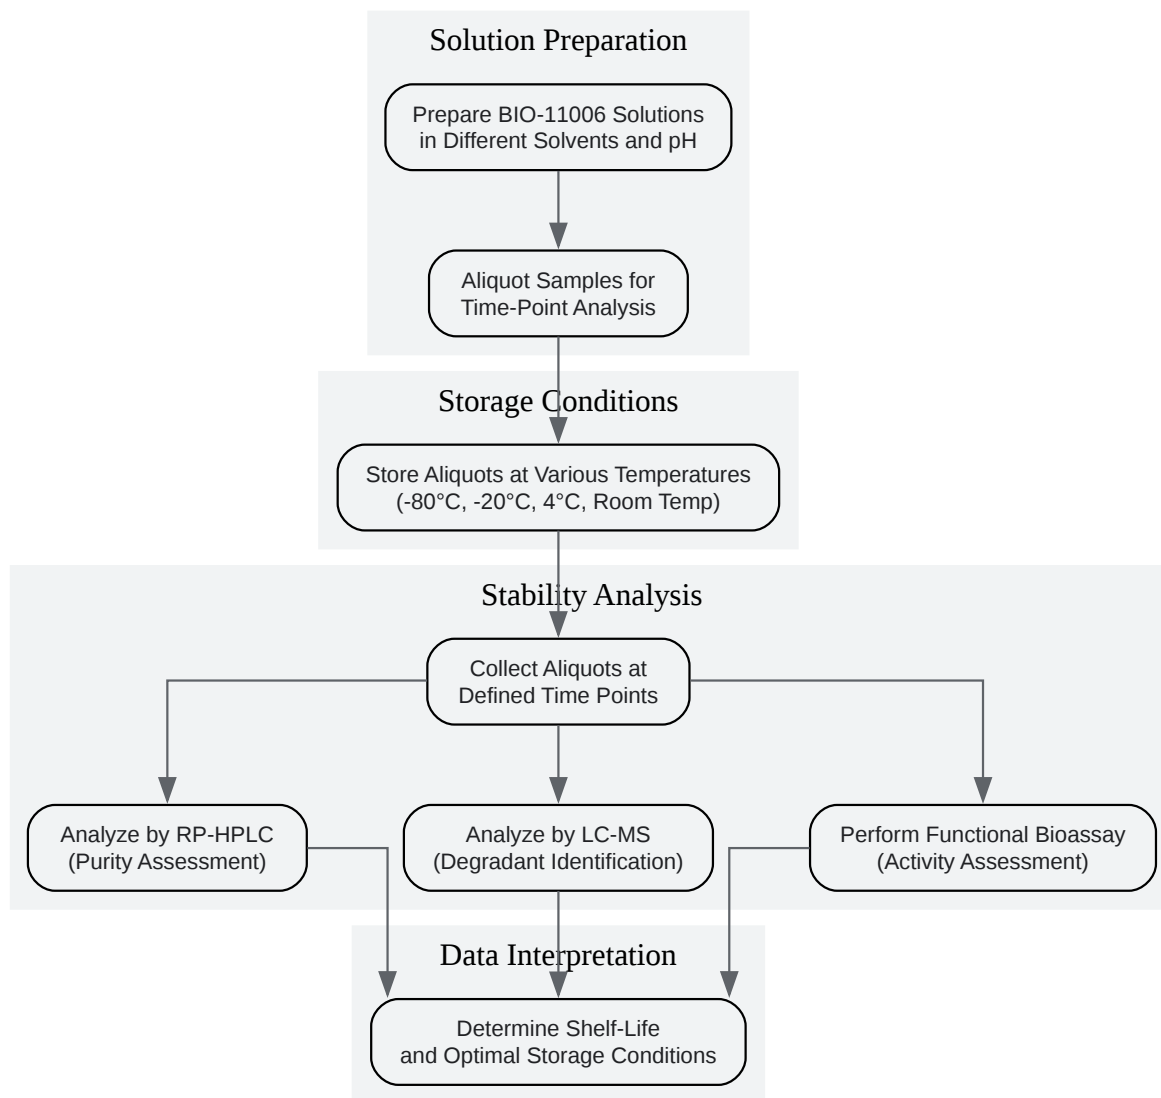 Solution Preparation
Prepare BIO-11006 Solutions
in Different Solvents and pH
Aliquot Samples for
Time-Point Analysis
Storage Conditions
Store Aliquots at Various Temperatures
(-80°C, -20°C, 4°C, Room Temp)
Stability Analysis
Collect Aliquots at
Defined Time Points
Analyze by RP-HPLC
(Purity Assessment)
Analyze by LC-MS
(Degradant Identification)
Perform Functional Bioassay
(Activity Assessment)
Data Interpretation
Determine Shelf-Life
and Optimal Storage Conditions